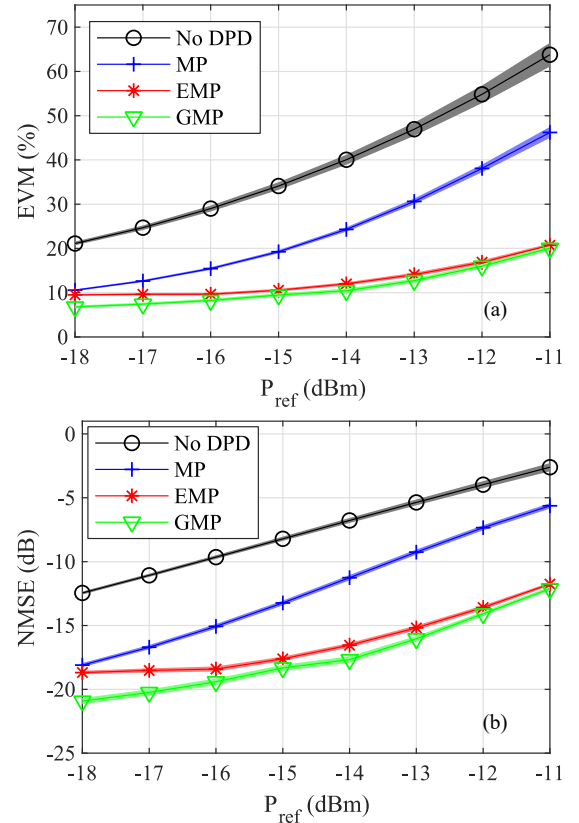 70
60
50
40
30
20
10
0
EVM (%)
No DPD
MP
EMP
GMP
(a)
-18 -17 -16 -15 -14 -13 -12 -11
P_ref (dBm)
0
-5
-10
-15
-20
-25
NMSE (dB)
No DPD
MP
EMP
GMP
(b)
-18 -17 -16 -15 -14 -13 -12 -11
P_ref (dBm)